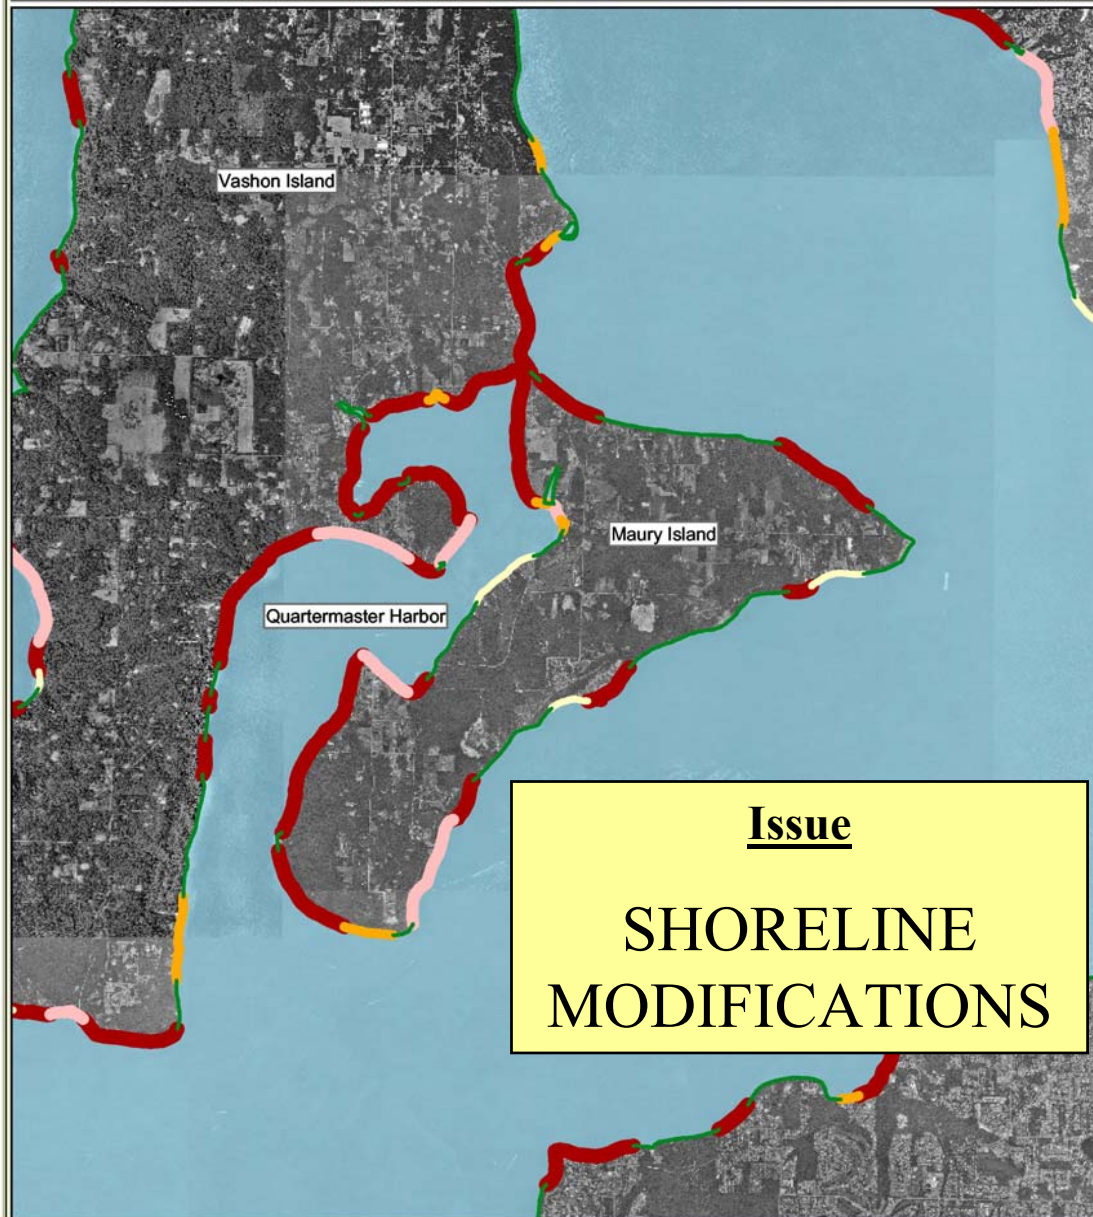 Vashon Island
Maury Island
Quartermaster Harbor
Issue
SHORELINE
MODIFICATIONS